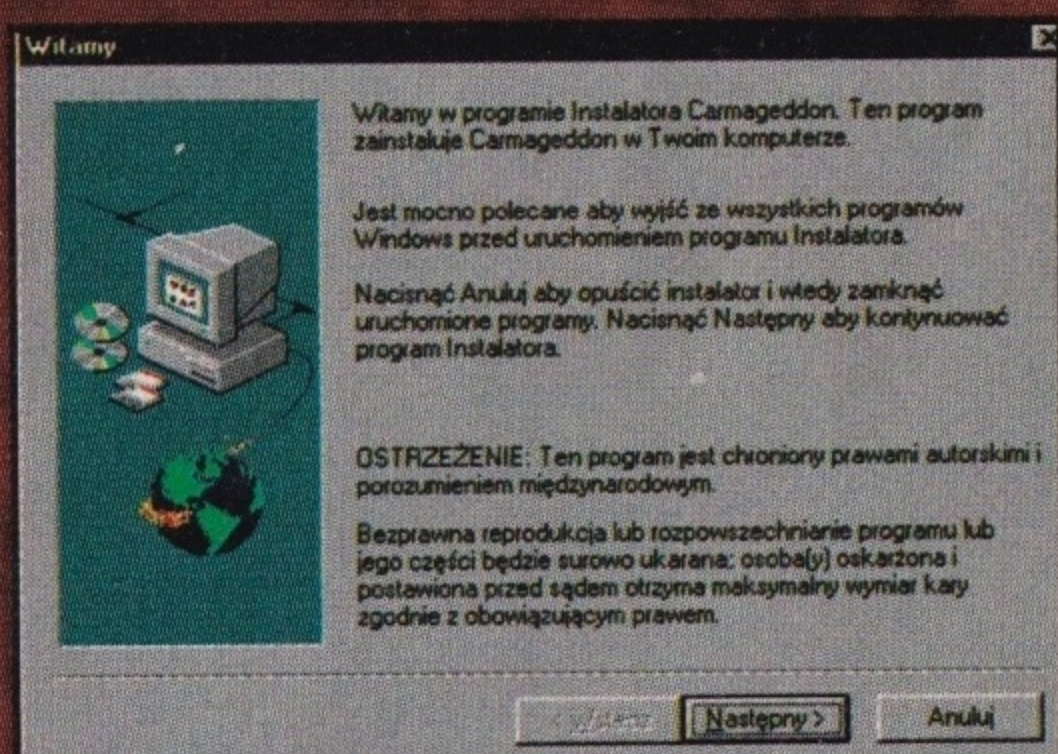 Witamy
Witamy w programie Instalatora Carmageddon. Ten program
zainstaluje Carmageddon w Twoim komputerze.
Jest mocno polecane aby wyjść ze wszystkich programów
Windows przed uruchomieniem programu Instalatora.
Nacisnąć Anuluj aby opuścić instalator i wtedy zamknąć
uruchomione programy. Nacisnąć Następny aby kontynuować
program Instalatora.
OSTRZEŻENIE: Ten program jest chroniony prawami autorskimi i
porozumieniem międzynarodowym.
Bezprawna reprodukcja lub rozpowszechnianie programu lub
jego części będzie surowo ukarana: osoba(y) oskarżona i
postawiona przed sądem otrzyma maksymalny wymiar kary
zgodnie z obowiązującym prawem.
< Wstecz Następny > Anuluj